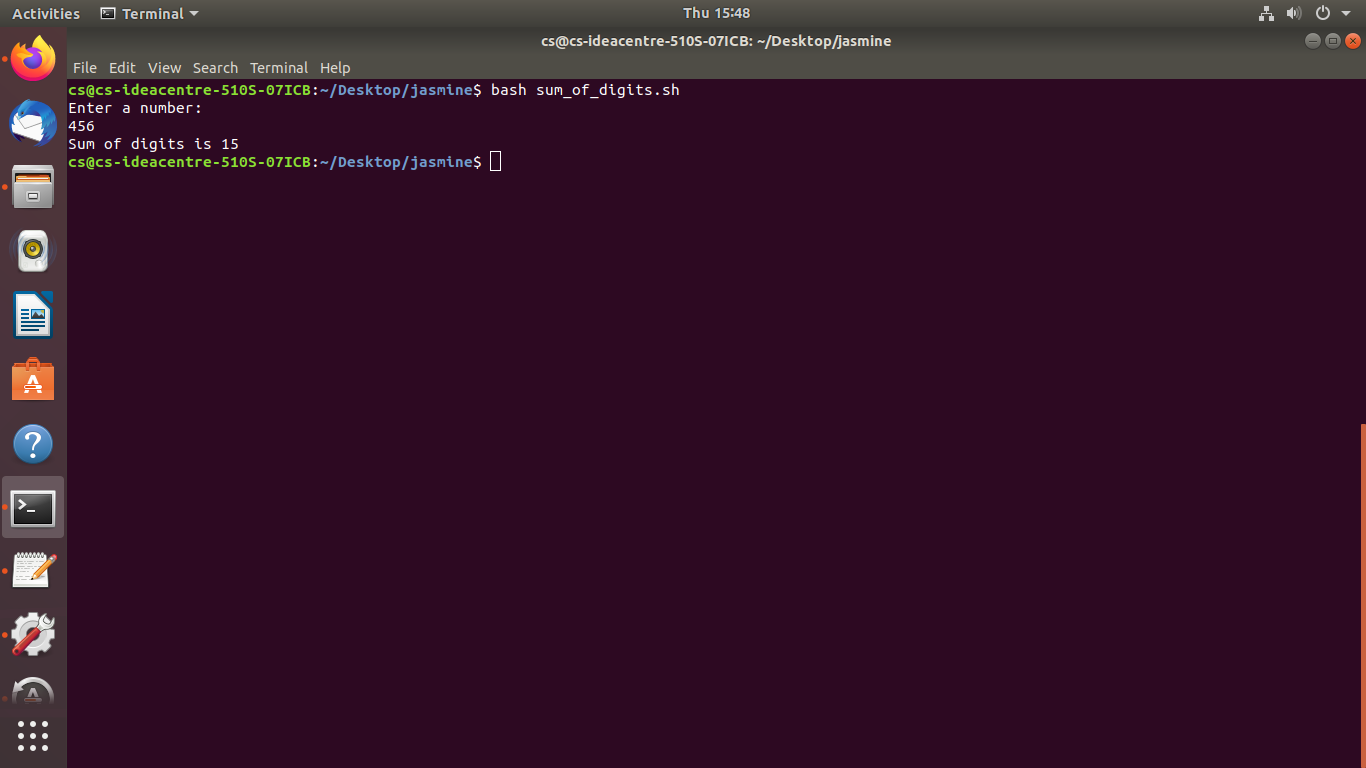 Activities Terminal Thu 15:48
cs@cs-ideacentre-510S-07ICB: ~/Desktop/jasmine
File Edit View Search Terminal Help
cs@cs-ideacentre-510S-07ICB:~/Desktop/jasmine$ bash sum_of_digits.sh
Enter a number:
456
Sum of digits is 15
cs@cs-ideacentre-510S-07ICB:~/Desktop/jasmine$